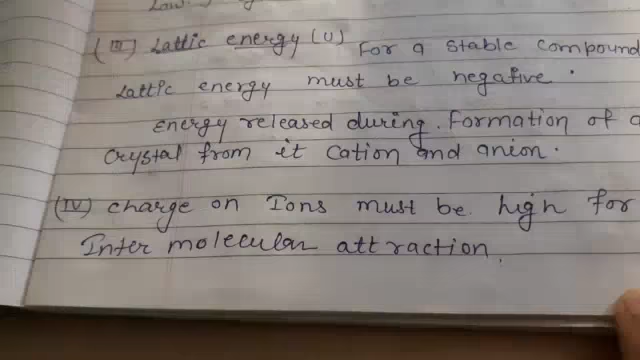 Law.
(III) Lattic energy (U) For a stable compound
Lattic energy must be negative.
Energy released during. Formation of a
crystal from it cation and anion.
(IV) charge on Ions must be high for
Inter molecular attraction.